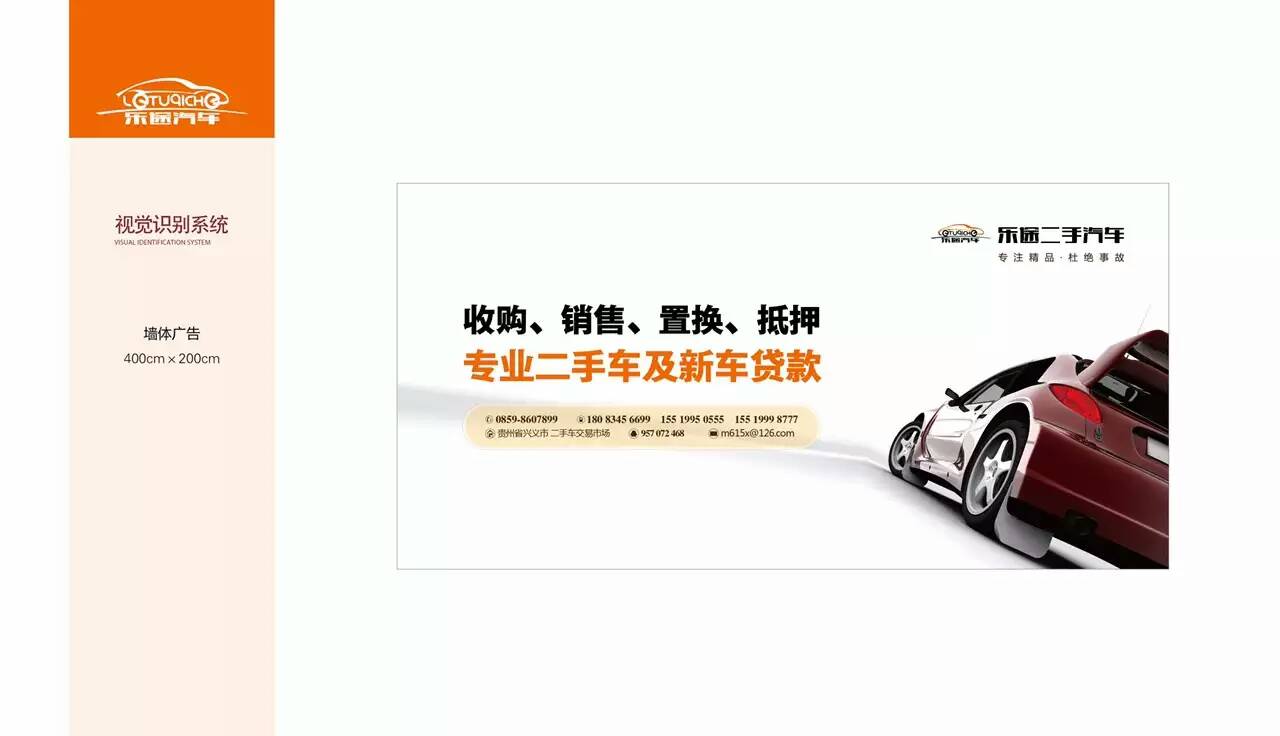 LETUQICHE
乐途汽车
视觉识别系统
VISUAL IDENTIFICATION SYSTEM
墙体广告
400cm × 200cm
LETUQICHE
乐途汽车
乐途二手汽车
专注精品·杜绝事故
收购、销售、置换、抵押
专业二手车及新车贷款
0859-8607899 180 8345 6699 155 1995 0555 155 1999 8777
贵州省兴义市 二手车交易市场 957 072 468 m615x@126.com